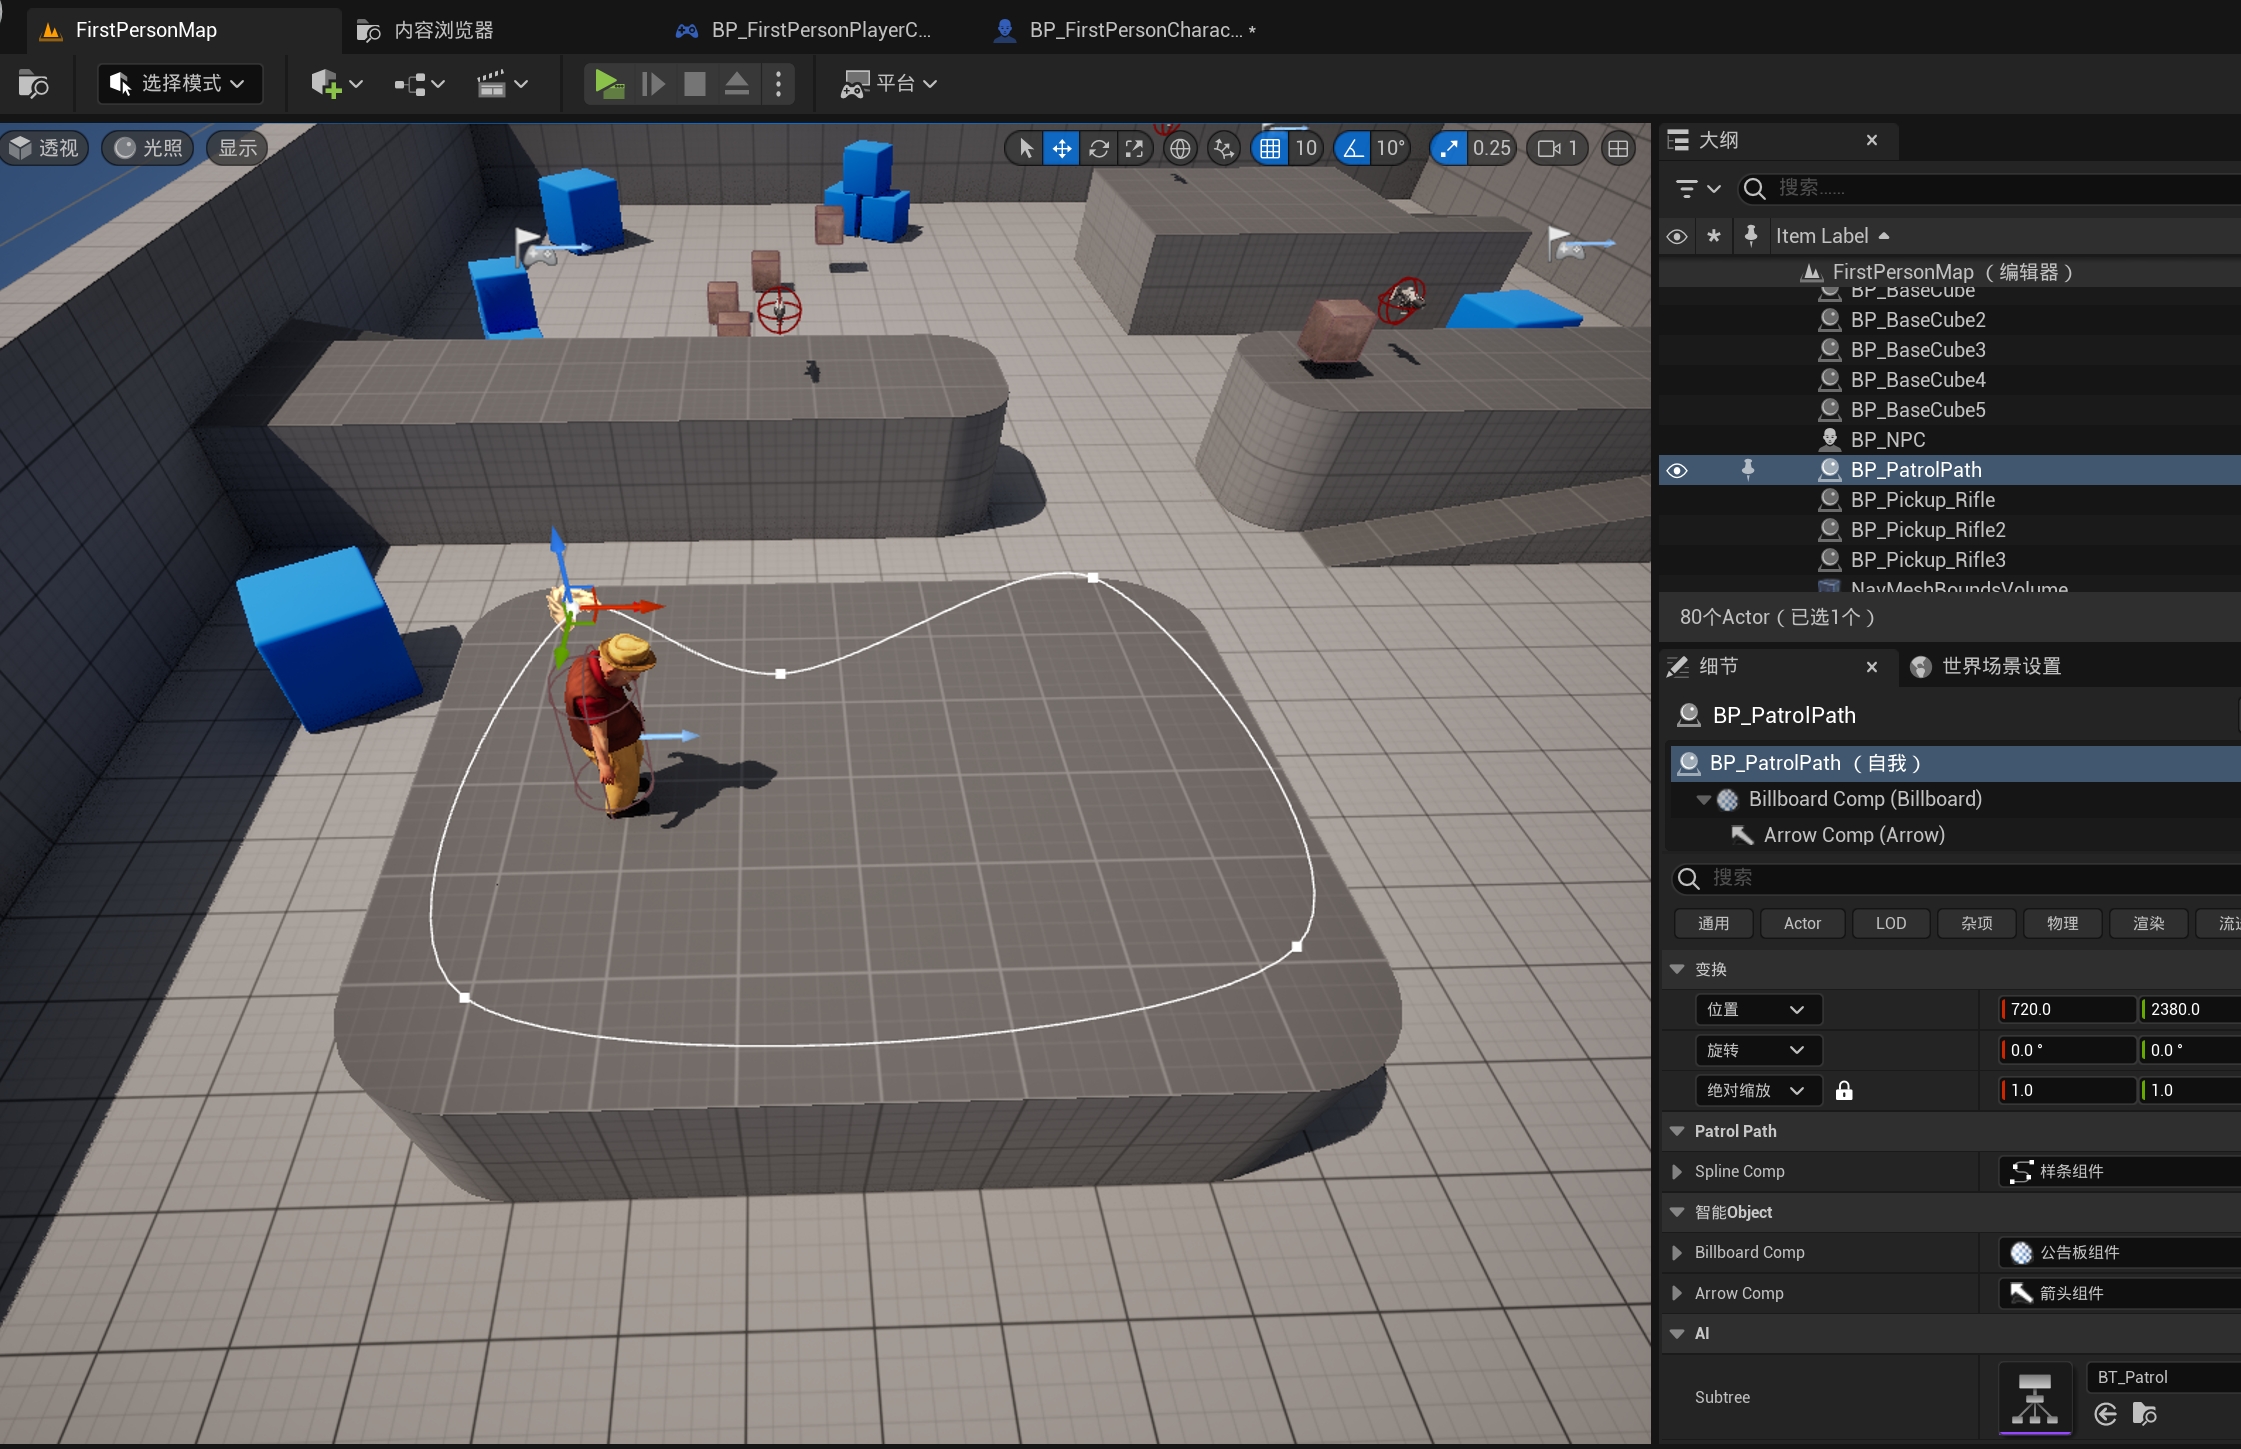 FirstPersonMap
内容浏览器
BP_FirstPersonPlayerC...
BP_FirstPersonCharac... *
选择模式
平台
透视
光照
显示
10
10°
0.25
1
大纲
搜索......
Item Label
FirstPersonMap （编辑器）
BP_BaseCube
BP_BaseCube2
BP_BaseCube3
BP_BaseCube4
BP_BaseCube5
BP_NPC
BP_PatrolPath
BP_Pickup_Rifle
BP_Pickup_Rifle2
BP_Pickup_Rifle3
NavMeshBoundsVolume
80个Actor（已选1个）
细节
世界场景设置
BP_PatrolPath
BP_PatrolPath （自我）
Billboard Comp (Billboard)
Arrow Comp (Arrow)
搜索
通用
Actor
LOD
杂项
物理
渲染
变换
位置
720.0
2380.0
旋转
0.0 °
0.0 °
绝对缩放
1.0
1.0
Patrol Path
Spline Comp
样条组件
智能Object
Billboard Comp
公告板组件
Arrow Comp
箭头组件
AI
Subtree
BT_Patrol